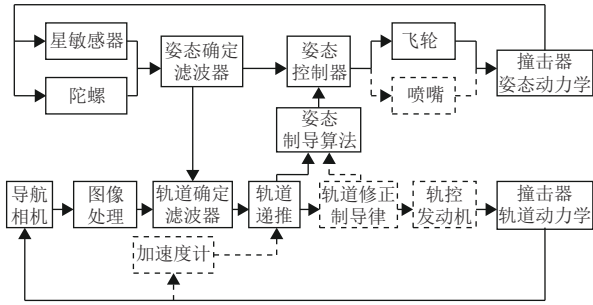 星敏感器
陀螺
姿态确定
滤波器
姿态
控制器
飞轮
喷嘴
撞击器
姿态动力学
姿态
制导算法
导航
相机
图像
处理
轨道确定
滤波器
轨道
递推
轨道修正
制导律
轨控
发动机
撞击器
轨道动力学
加速度计